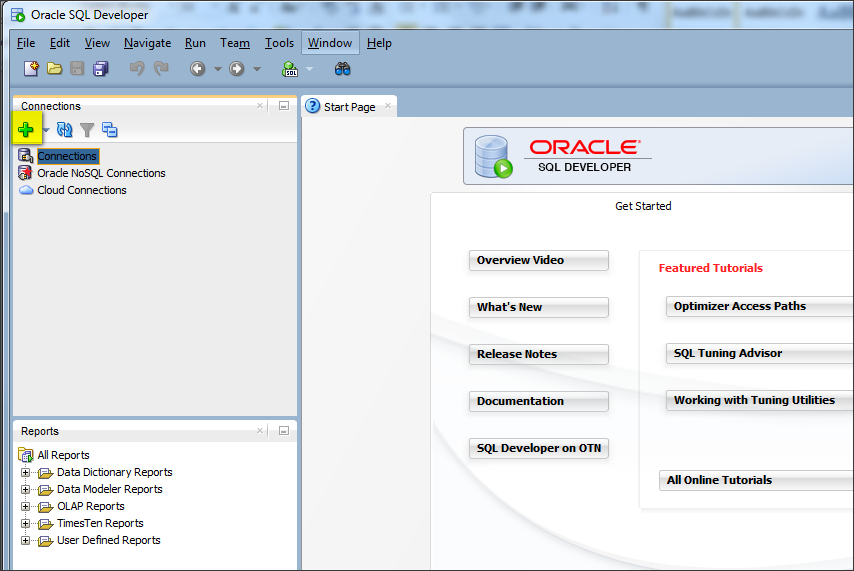 Oracle SQL Developer
File Edit View Navigate Run Team Tools Window Help
SQL
Connections
Connections
Oracle NoSQL Connections
Cloud Connections
Reports
All Reports
Data Dictionary Reports
Data Modeler Reports
OLAP Reports
TimesTen Reports
User Defined Reports
Start Page
ORACLE
SQL DEVELOPER
Get Started
Overview Video
What's New
Release Notes
Documentation
SQL Developer on OTN
Featured Tutorials
Optimizer Access Paths
SQL Tuning Advisor
Working with Tuning Utilities
All Online Tutorials